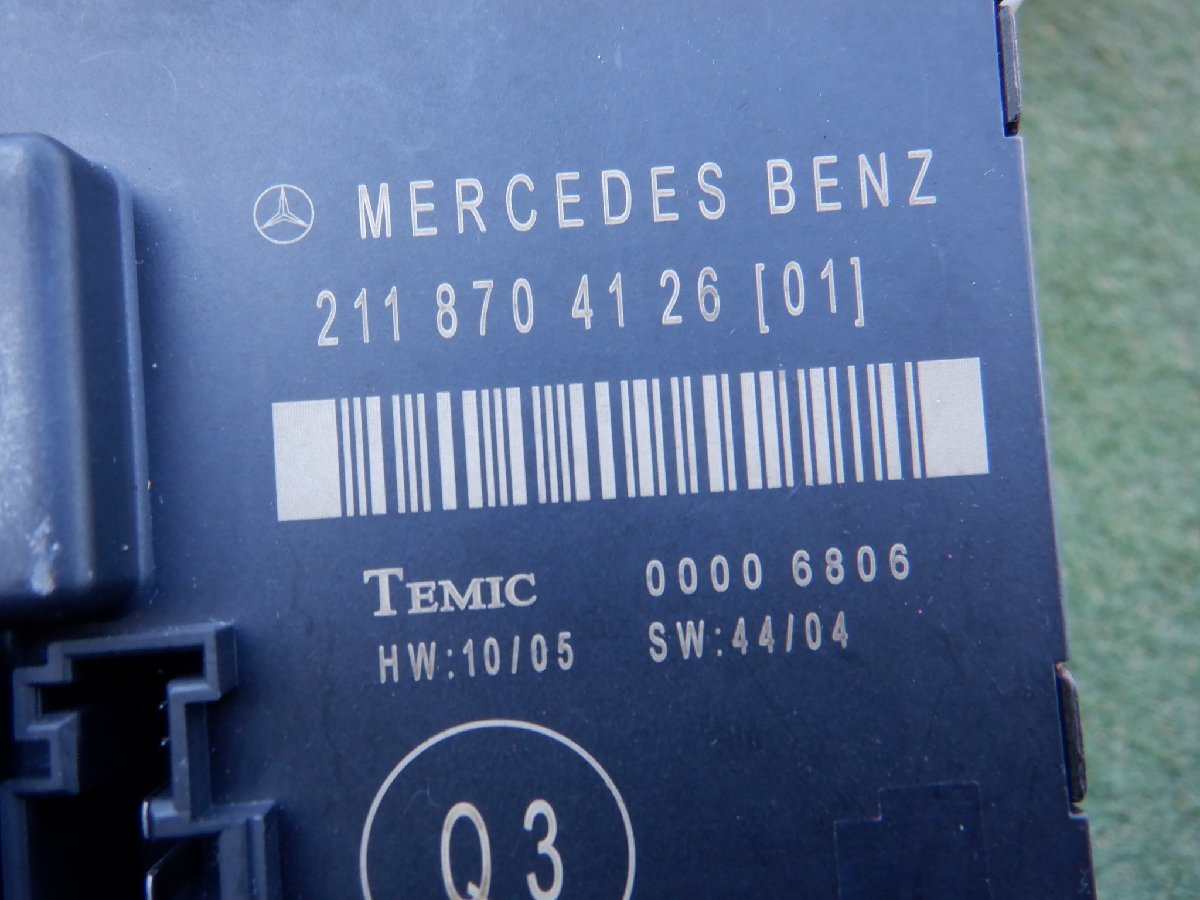 MERCEDES BENZ
211 870 41 26 [01]
TEMIC 0000 6806
HW:10/05 SW:44/04
Q3